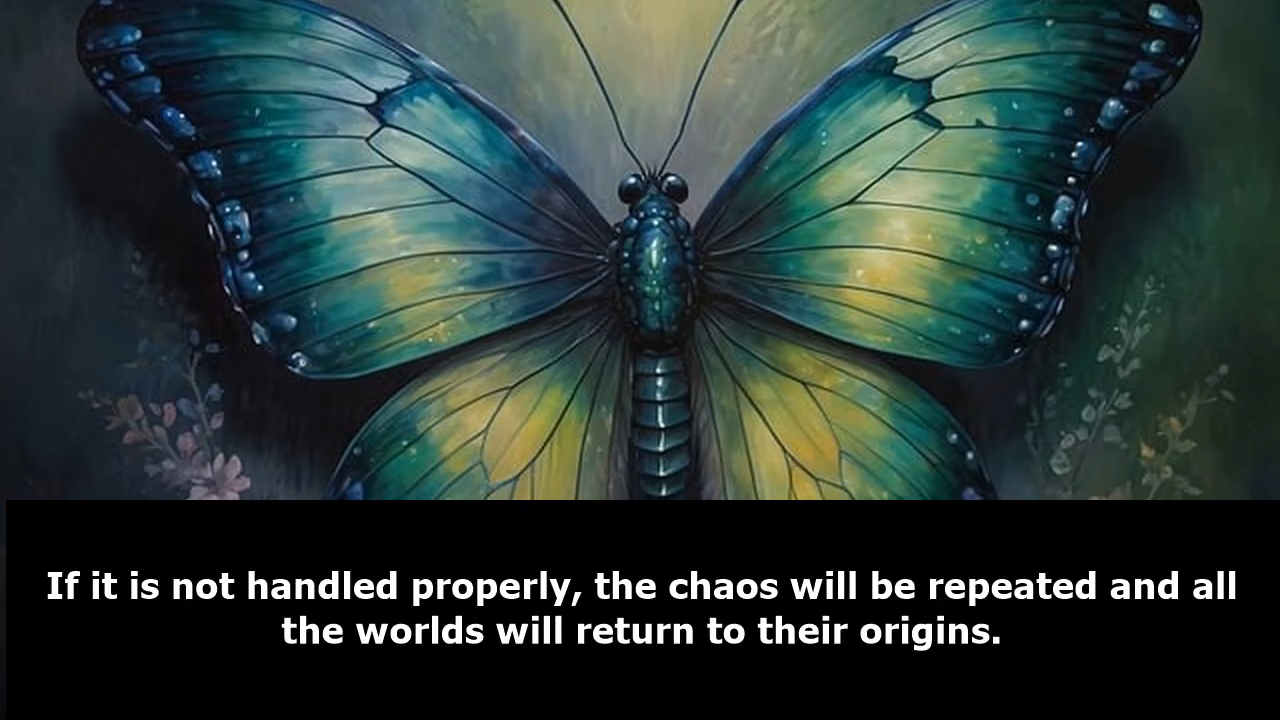 If it is not handled properly, the chaos will be repeated and all
the worlds will return to their origins.